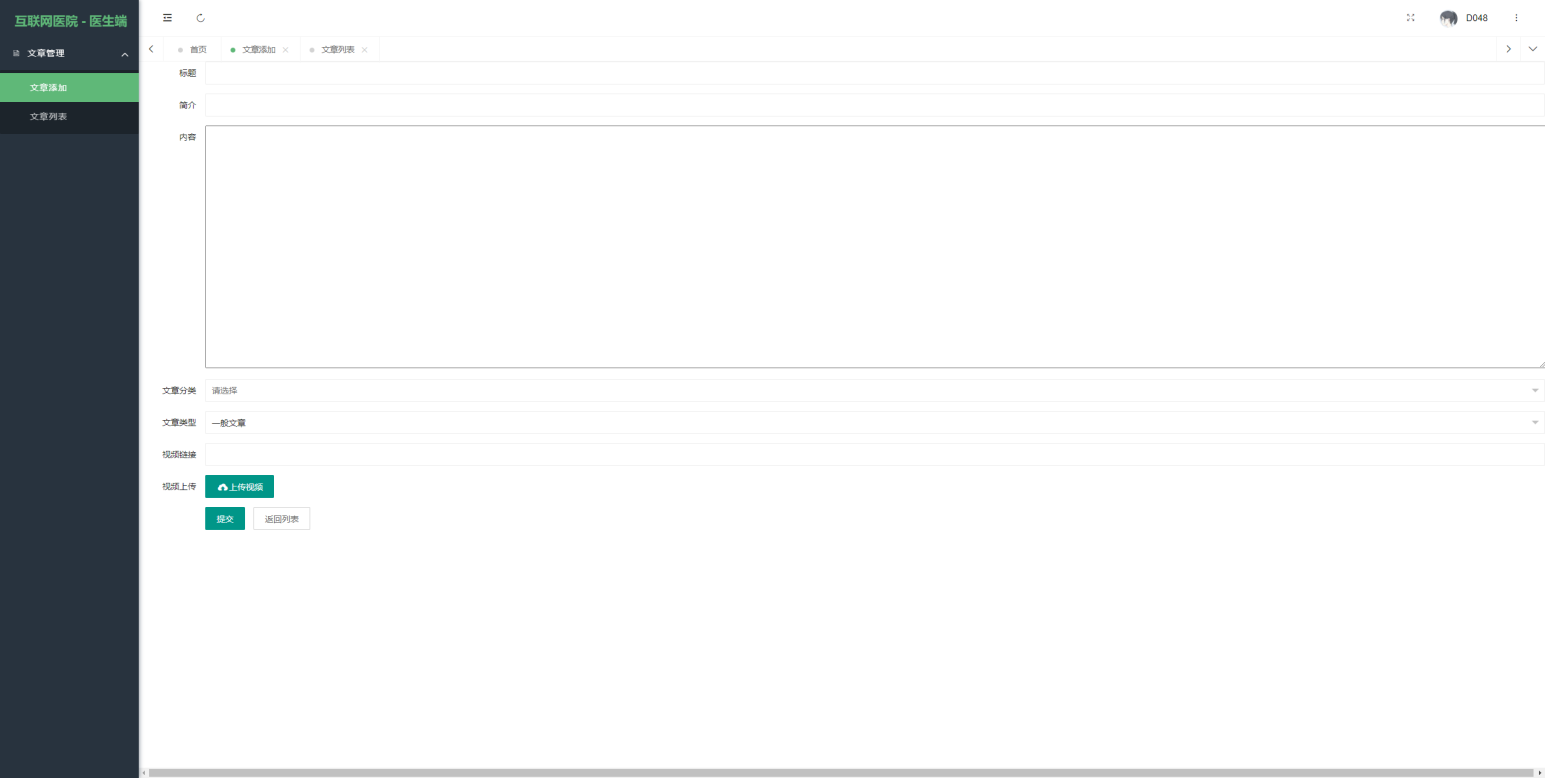 互联网医院 - 医生端
D048
文章管理
首页
文章添加
文章列表
文章添加
文章列表
标题
简介
内容
文章分类
请选择
文章类型
一般文章
视频链接
视频上传
上传视频
提交
返回列表